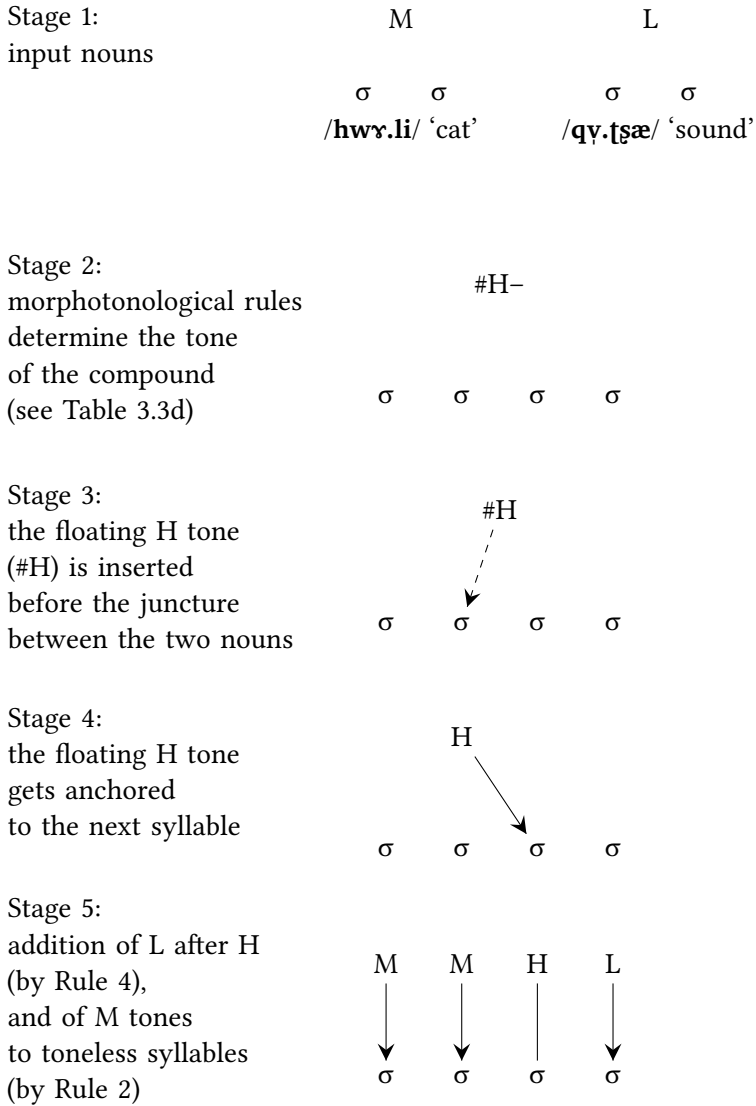 Stage 1:
M L
input nouns
σ σ σ σ
/hwɤ.li/ ‘cat’ /qv̩.ʈʂæ/ ‘sound’
Stage 2:
#H–
morphotonological rules
determine the tone
of the compound
σ σ σ σ
(see Table 3.3d)
Stage 3:
#H
the floating H tone
(#H) is inserted
before the juncture
σ σ σ σ
between the two nouns
Stage 4:
H
the floating H tone
gets anchored
to the next syllable
σ σ σ σ
Stage 5:
addition of L after H
M M H L
(by Rule 4),
and of M tones
to toneless syllables
σ σ σ σ
(by Rule 2)